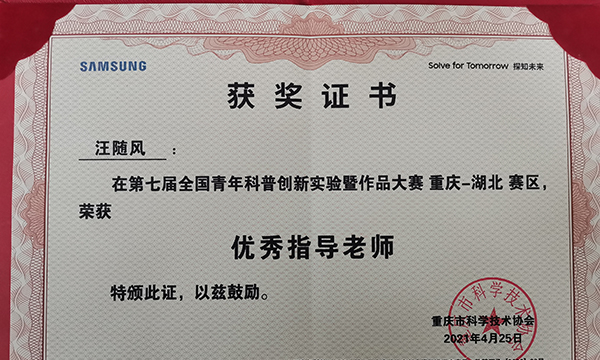 SAMSUNG
Solve for Tomorrow 探知未来
获奖证书
汪随风：
在第七届全国青年科普创新实验暨作品大赛 重庆-湖北 赛区，
荣获
优秀指导老师
特颁此证，以兹鼓励。
重庆市科学技术协会
2021年4月25日